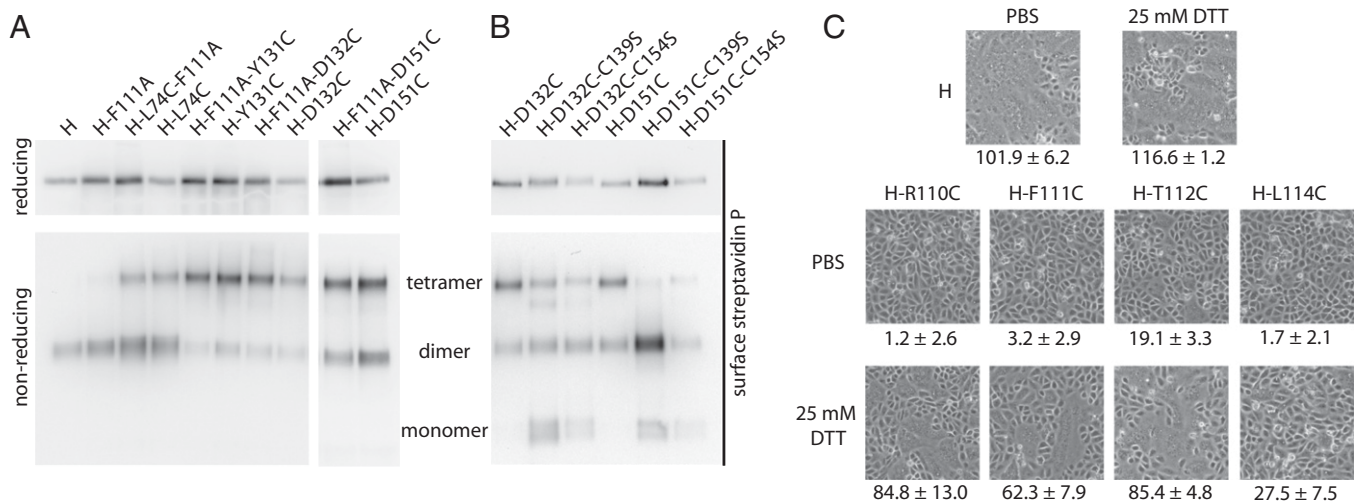 A
H
H-F111A
H-L74C-F111A
H-L74C
H-F111A-Y131C
H-Y131C
H-F111A-D132C
H-D132C
H-F111A-D151C
H-D151C
reducing
non-reducing
tetramer
dimer
monomer
B
H-D132C
H-D132C-C139S
H-D132C-C154S
H-D151C
H-D151C-C139S
H-D151C-C154S
surface streptavidin P
C
PBS 25 mM DTT
H
101.9 ± 6.2 116.6 ± 1.2
H-R110C H-F111C H-T112C H-L114C
PBS
1.2 ± 2.6 3.2 ± 2.9 19.1 ± 3.3 1.7 ± 2.1
25 mM
DTT
84.8 ± 13.0 62.3 ± 7.9 85.4 ± 4.8 27.5 ± 7.5